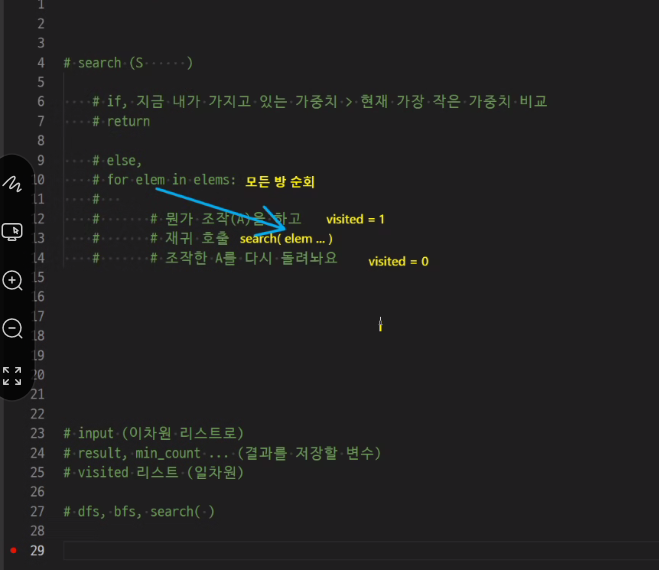 1
2
3
4 # search (S ······ )
5
6 ····# if, 지금 내가 가지고 있는 가중치 > 현재 가장 작은 가중치 비교
7 ····# return
8
9 ····# else,
10 ····# for elem in elems: 모든 방 순회
11 ····# ···
12 ····# ·······# 뭔가 조작(A)을 하고 visited = 1
13 ····# ·······# 재귀 호출 search( elem ... )
14 ····# ·······# 조작한 A를 다시 돌려놔요 visited = 0
15
16
17
18
19
20
21
22
23 # input (이차원 리스트로)
24 # result, min_count ... (결과를 저장할 변수)
25 # visited 리스트 (일차원)
26
27 # dfs, bfs, search( )
28
29